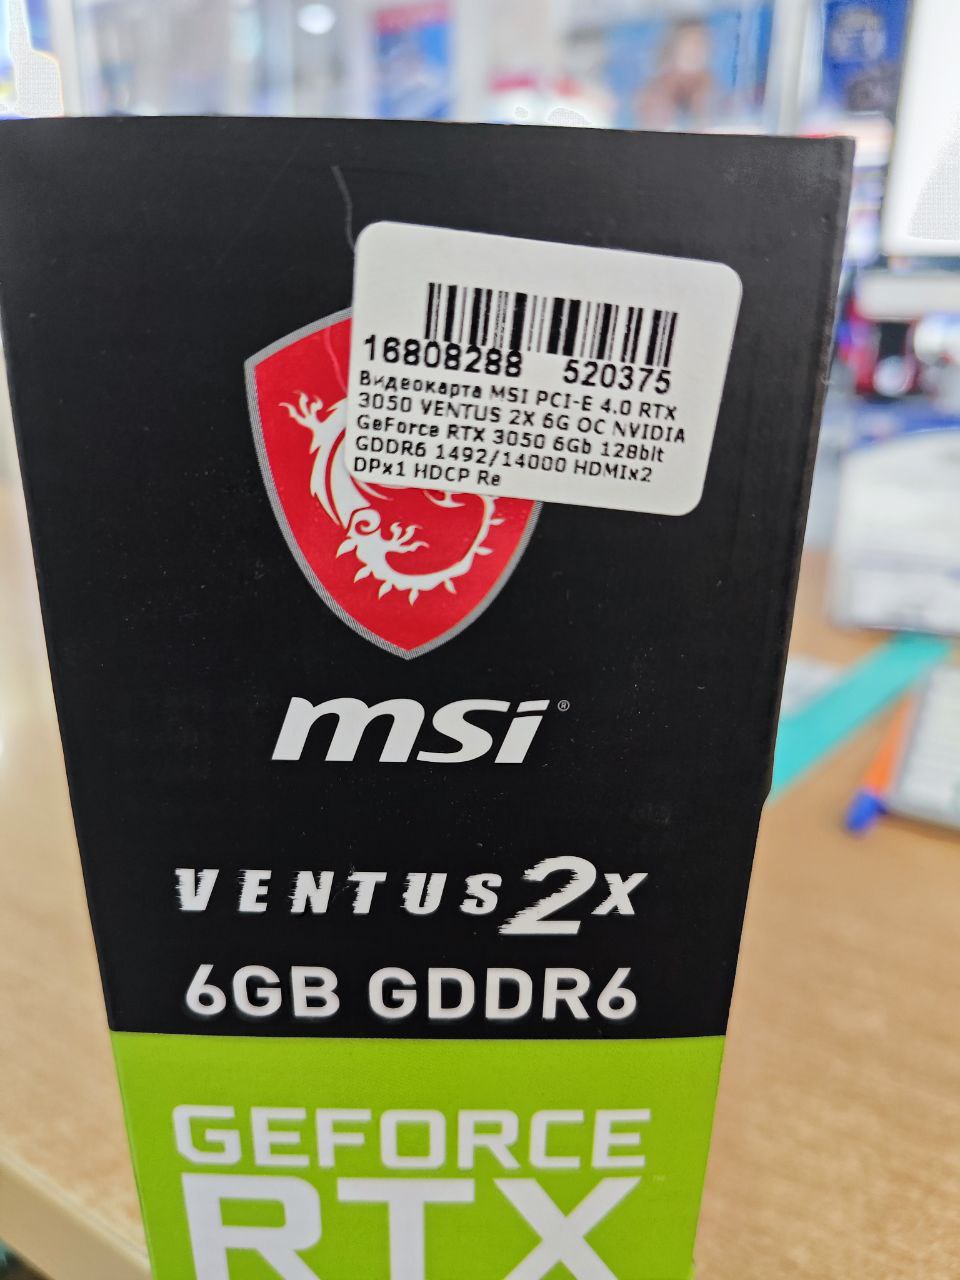 16808288 520375
Видеокарта MSI PCI-E 4.0 RTX
3050 VENTUS 2X 6G OC NVIDIA
GeForce RTX 3050 6Gb 128bit
GDDR6 1492/14000 HDMIx2
DPx1 HDCP Re
msi®
VENTUS 2X
6GB GDDR6
GEFORCE
RTX™